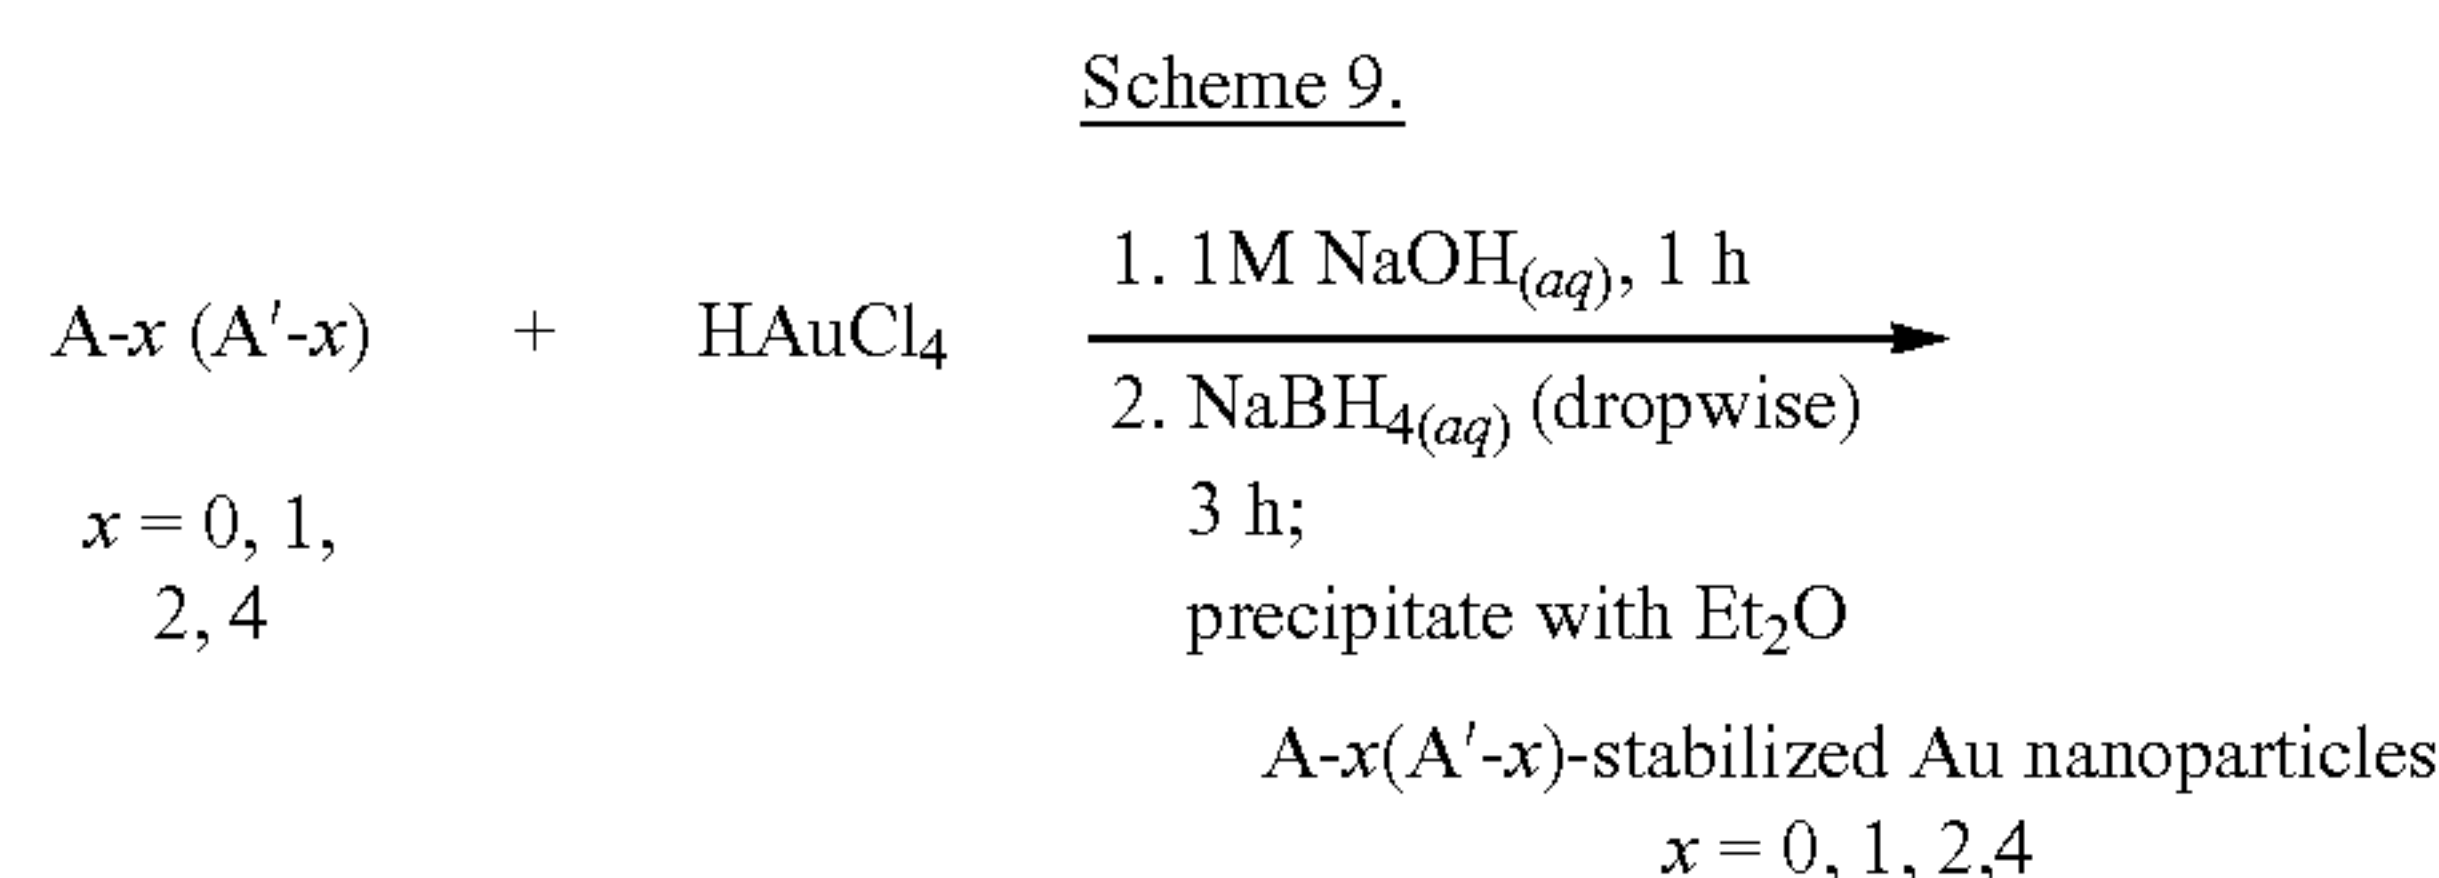 Scheme 9.
1. 1M NaOH(aq), 1 h
A-x (A′-x) + HAuCl4
2. NaBH4(aq) (dropwise)
x = 0, 1,
3 h;
2, 4
precipitate with Et2O
A-x(A′-x)-stabilized Au nanoparticles
x = 0, 1, 2,4